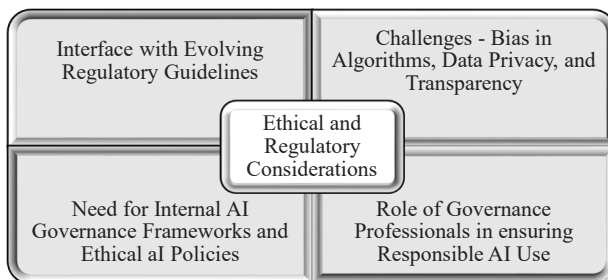 Interface with Evolving
Regulatory Guidelines
Challenges - Bias in
Algorithms, Data Privacy, and
Transparency
Ethical and
Regulatory
Considerations
Need for Internal AI
Governance Frameworks and
Ethical aI Policies
Role of Governance
Professionals in ensuring
Responsible AI Use